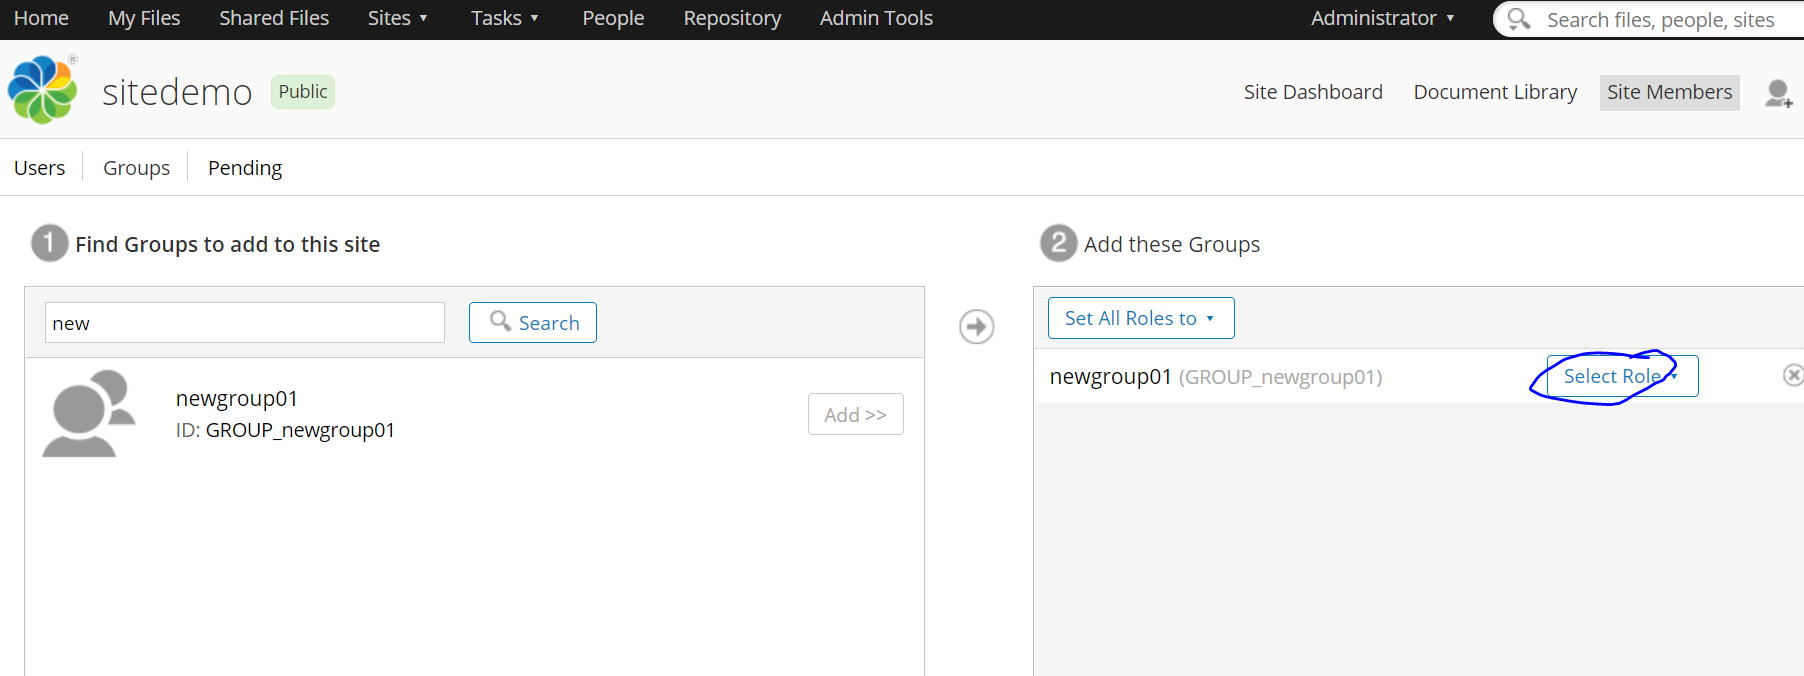 Home My Files Shared Files Sites ▾ Tasks ▾ People Repository Admin Tools Administrator ▾ Search files, people, sites
sitedemo Public Site Dashboard Document Library Site Members
Users Groups Pending
1 Find Groups to add to this site
2 Add these Groups
new Search
Set All Roles to ▾
newgroup01 (GROUP_newgroup01) Select Role ▾
newgroup01
ID: GROUP_newgroup01
Add >>